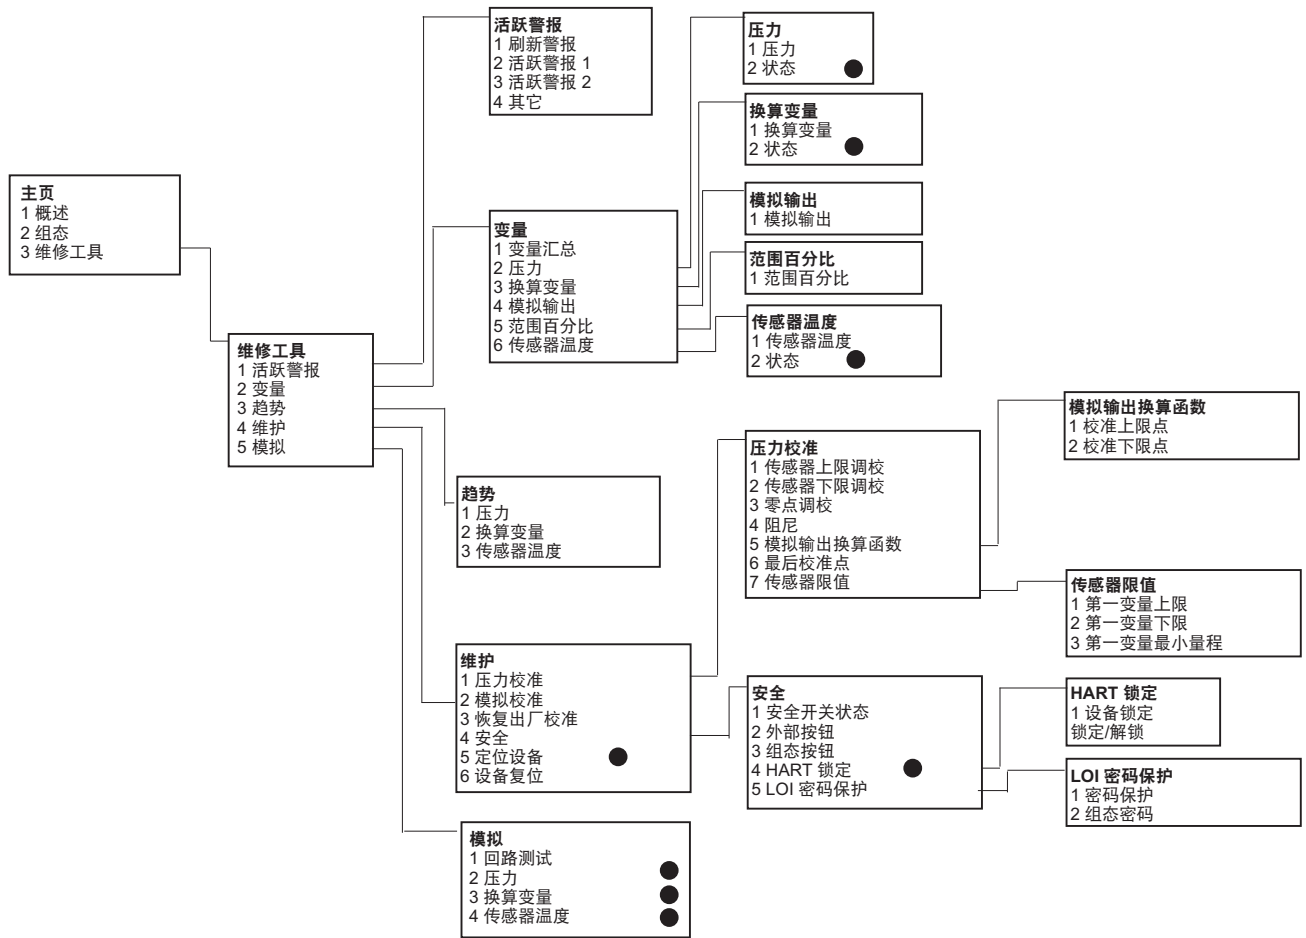 主页
1 概述
2 组态
3 维修工具
维修工具
1 活跃警报
2 变量
3 趋势
4 维护
5 模拟
活跃警报
1 刷新警报
2 活跃警报 1
3 活跃警报 2
4 其它
变量
1 变量汇总
2 压力
3 换算变量
4 模拟输出
5 范围百分比
6 传感器温度
趋势
1 压力
2 换算变量
3 传感器温度
维护
1 压力校准
2 模拟校准
3 恢复出厂校准
4 安全
5 定位设备
6 设备复位
模拟
1 回路测试
2 压力
3 换算变量
4 传感器温度
压力
1 压力
2 状态
换算变量
1 换算变量
2 状态
模拟输出
1 模拟输出
范围百分比
1 范围百分比
传感器温度
1 传感器温度
2 状态
压力校准
1 传感器上限调校
2 传感器下限调校
3 零点调校
4 阻尼
5 模拟输出换算函数
6 最后校准点
7 传感器限值
安全
1 安全开关状态
2 外部按钮
3 组态按钮
4 HART 锁定
5 LOI 密码保护
模拟输出换算函数
1 校准上限点
2 校准下限点
传感器限值
1 第一变量上限
2 第一变量下限
3 第一变量最小量程
HART 锁定
1 设备锁定
锁定/解锁
LOI 密码保护
1 密码保护
2 组态密码